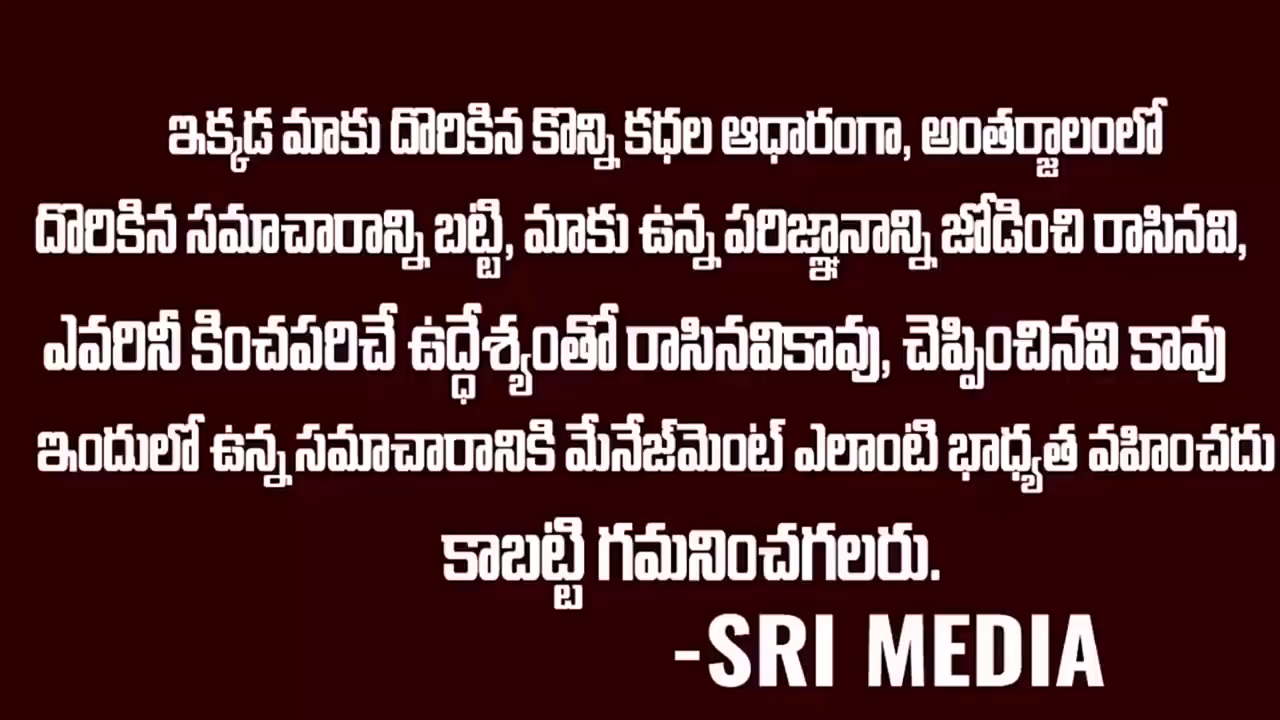 ఇక్కడ మాకు దొరికిన కొన్ని కధల ఆధారంగా, అంతర్జాలంలో
దొరికిన సమాచారాన్ని బట్టి, మాకు ఉన్న పరిజ్ఞానాన్ని జోడించి రాసినవి,
ఎవరినీ కించపరిచే ఉద్ధేశ్యంతో రాసినవికావు, చెప్పించినవి కావు
ఇందులో ఉన్న సమాచారానికి మేనేజ్‌మెంట్ ఎలాంటి భాధ్యత వహించదు
కాబట్టి గమనించగలరు.
-SRI MEDIA